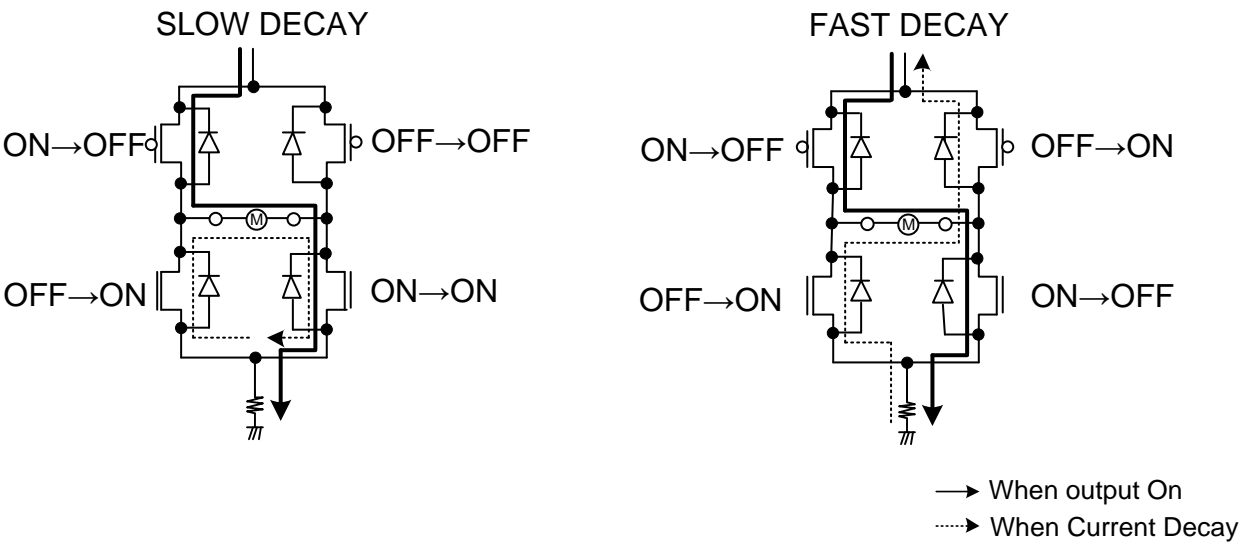 SLOW DECAY
FAST DECAY
ON→OFF
OFF→OFF
ON→OFF
OFF→ON
M
M
OFF→ON
ON→ON
OFF→ON
ON→OFF
When output On
When Current Decay